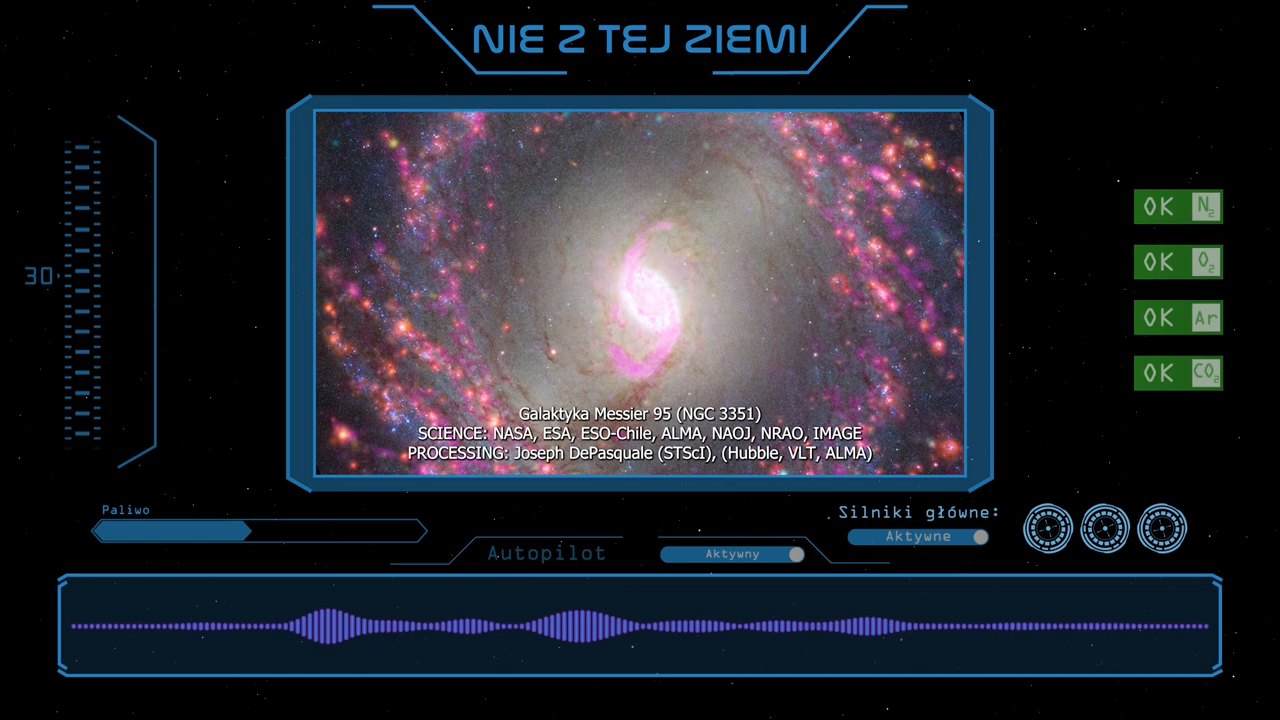 NIE Z TEJ ZIEMI
30
OK N2
OK O2
OK Ar
OK CO2
Galaktyka Messier 95 (NGC 3351)
SCIENCE: NASA, ESA, ESO-Chile, ALMA, NAOJ, NRAO, IMAGE
PROCESSING: Joseph DePasquale (STScI), (Hubble, VLT, ALMA)
Paliwo
Silniki główne:
Aktywne
Autopilot
Aktywny